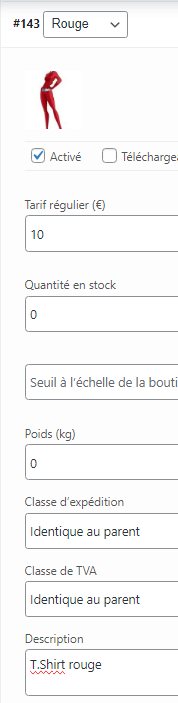 #143 Rouge
Activé Téléchargea
Tarif régulier (€)
10
Quantité en stock
0
Seuil à l'échelle de la bouti
Poids (kg)
0
Classe d'expédition
Identique au parent
Classe de TVA
Identique au parent
Description
T.Shirt rouge